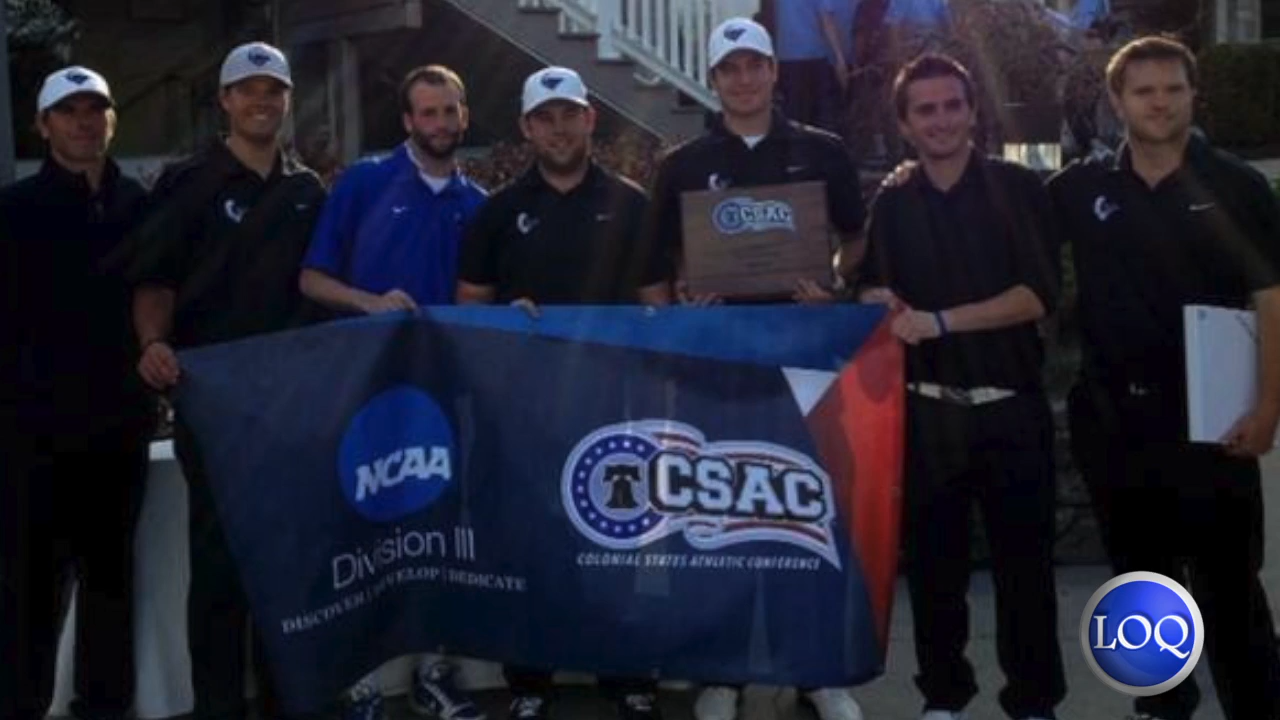 CSAC
NCAA
Division III
DISCOVER | DEVELOP | DEDICATE
CSAC
COLONIAL STATES ATHLETIC CONFERENCE
LOQ